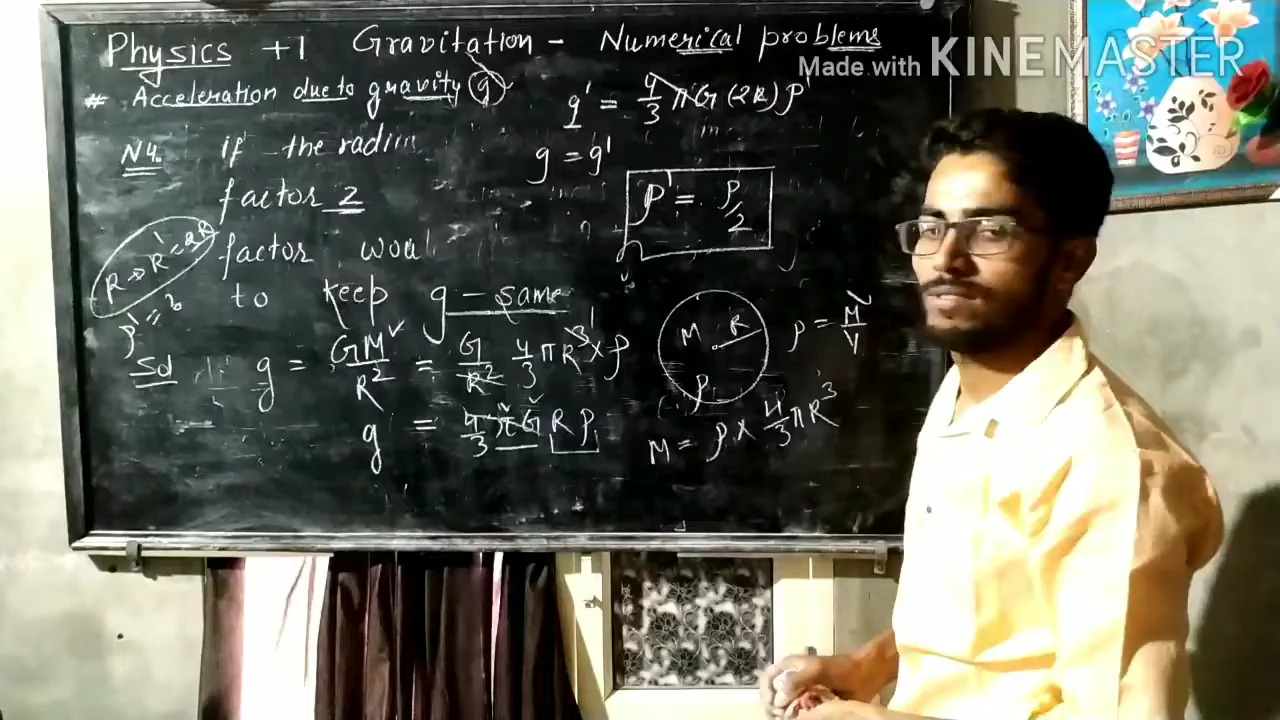 Physics +1 Gravitation - Numerical problems
Made with KINEMASTER
# Acceleration due to gravity (g)
g' = 4/3 πG (2R) ρ'
N4. if the radiu
g = g'
factor 2
ρ' = ρ/2
R → R' = 2R
factor woul
to keep g - same
ρ' =
M R
ρ
ρ = M/V
Sol g = GM/R² = G/R² 4/3 πR³ × ρ
g = 4/3 πG Rρ
M = ρ × 4/3 πR³